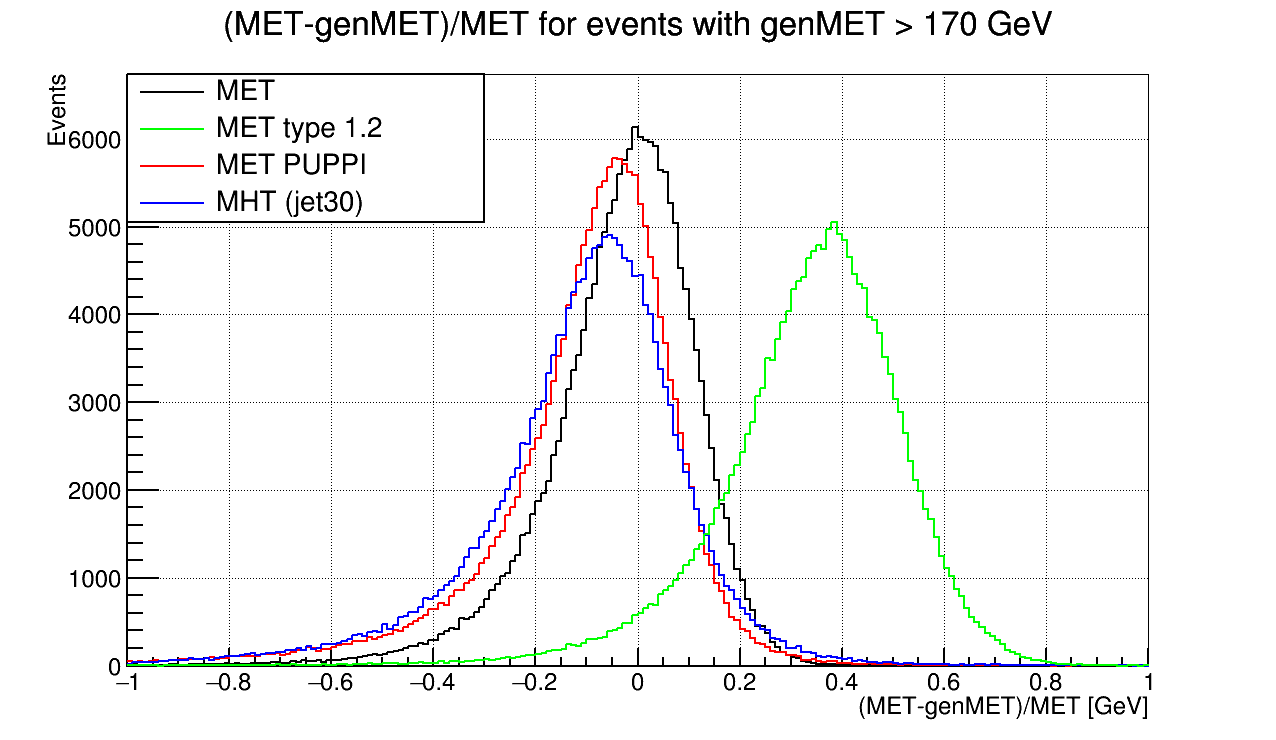 (MET-genMET)/MET for events with genMET > 170 GeV
Events
MET
MET type 1.2
MET PUPPI
MHT (jet30)
6000
5000
4000
3000
2000
1000
0
−1 −0.8 −0.6 −0.4 −0.2 0 0.2 0.4 0.6 0.8 1
(MET-genMET)/MET [GeV]